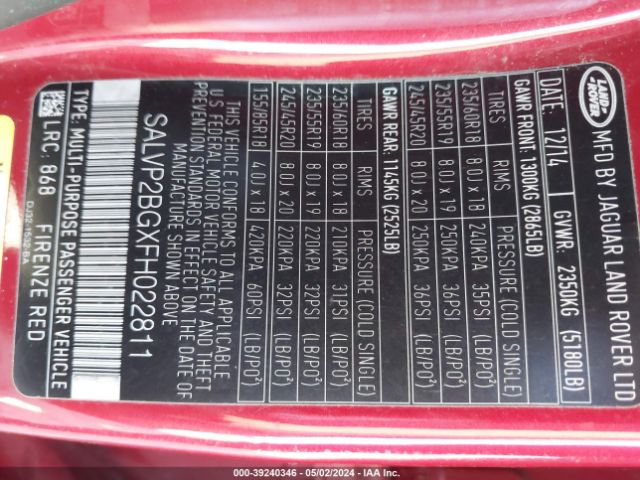 LAND
ROVER
MFD BY JAGUAR LAND ROVER LTD
DATE: 12/14 GVWR: 2350KG (5180LB)
GAWR FRONT: 1300KG (2865LB)
TIRES RIMS PRESSURE (COLD SINGLE)
235/60R18 8.0J x 18 240KPA 35PSI (LB/PO²)
235/55R19 8.0J x 19 250KPA 36PSI (LB/PO²)
245/45R20 8.0J x 20 250KPA 36PSI (LB/PO²)
GAWR REAR: 1145KG (2525LB)
TIRES RIMS PRESSURE (COLD SINGLE)
235/60R18 8.0J x 18 210KPA 31PSI (LB/PO²)
235/55R19 8.0J x 19 220KPA 32PSI (LB/PO²)
245/45R20 8.0J x 20 220KPA 32PSI (LB/PO²)
155/85R18 4.0J x 18 420KPA 60PSI (LB/PO²)
THIS VEHICLE CONFORMS TO ALL APPLICABLE
U S FEDERAL MOTOR VEHICLE SAFETY AND THEFT
PREVENTION STANDARDS IN EFFECT ON THE DATE OF
MANUFACTURE SHOWN ABOVE
SALVP2BGXFH022811
TYPE: MULTI-PURPOSE PASSENGER VEHICLE
LRC: 868 FIRENZE RED
000-39240346 - 05/02/2024 - IAA Inc.